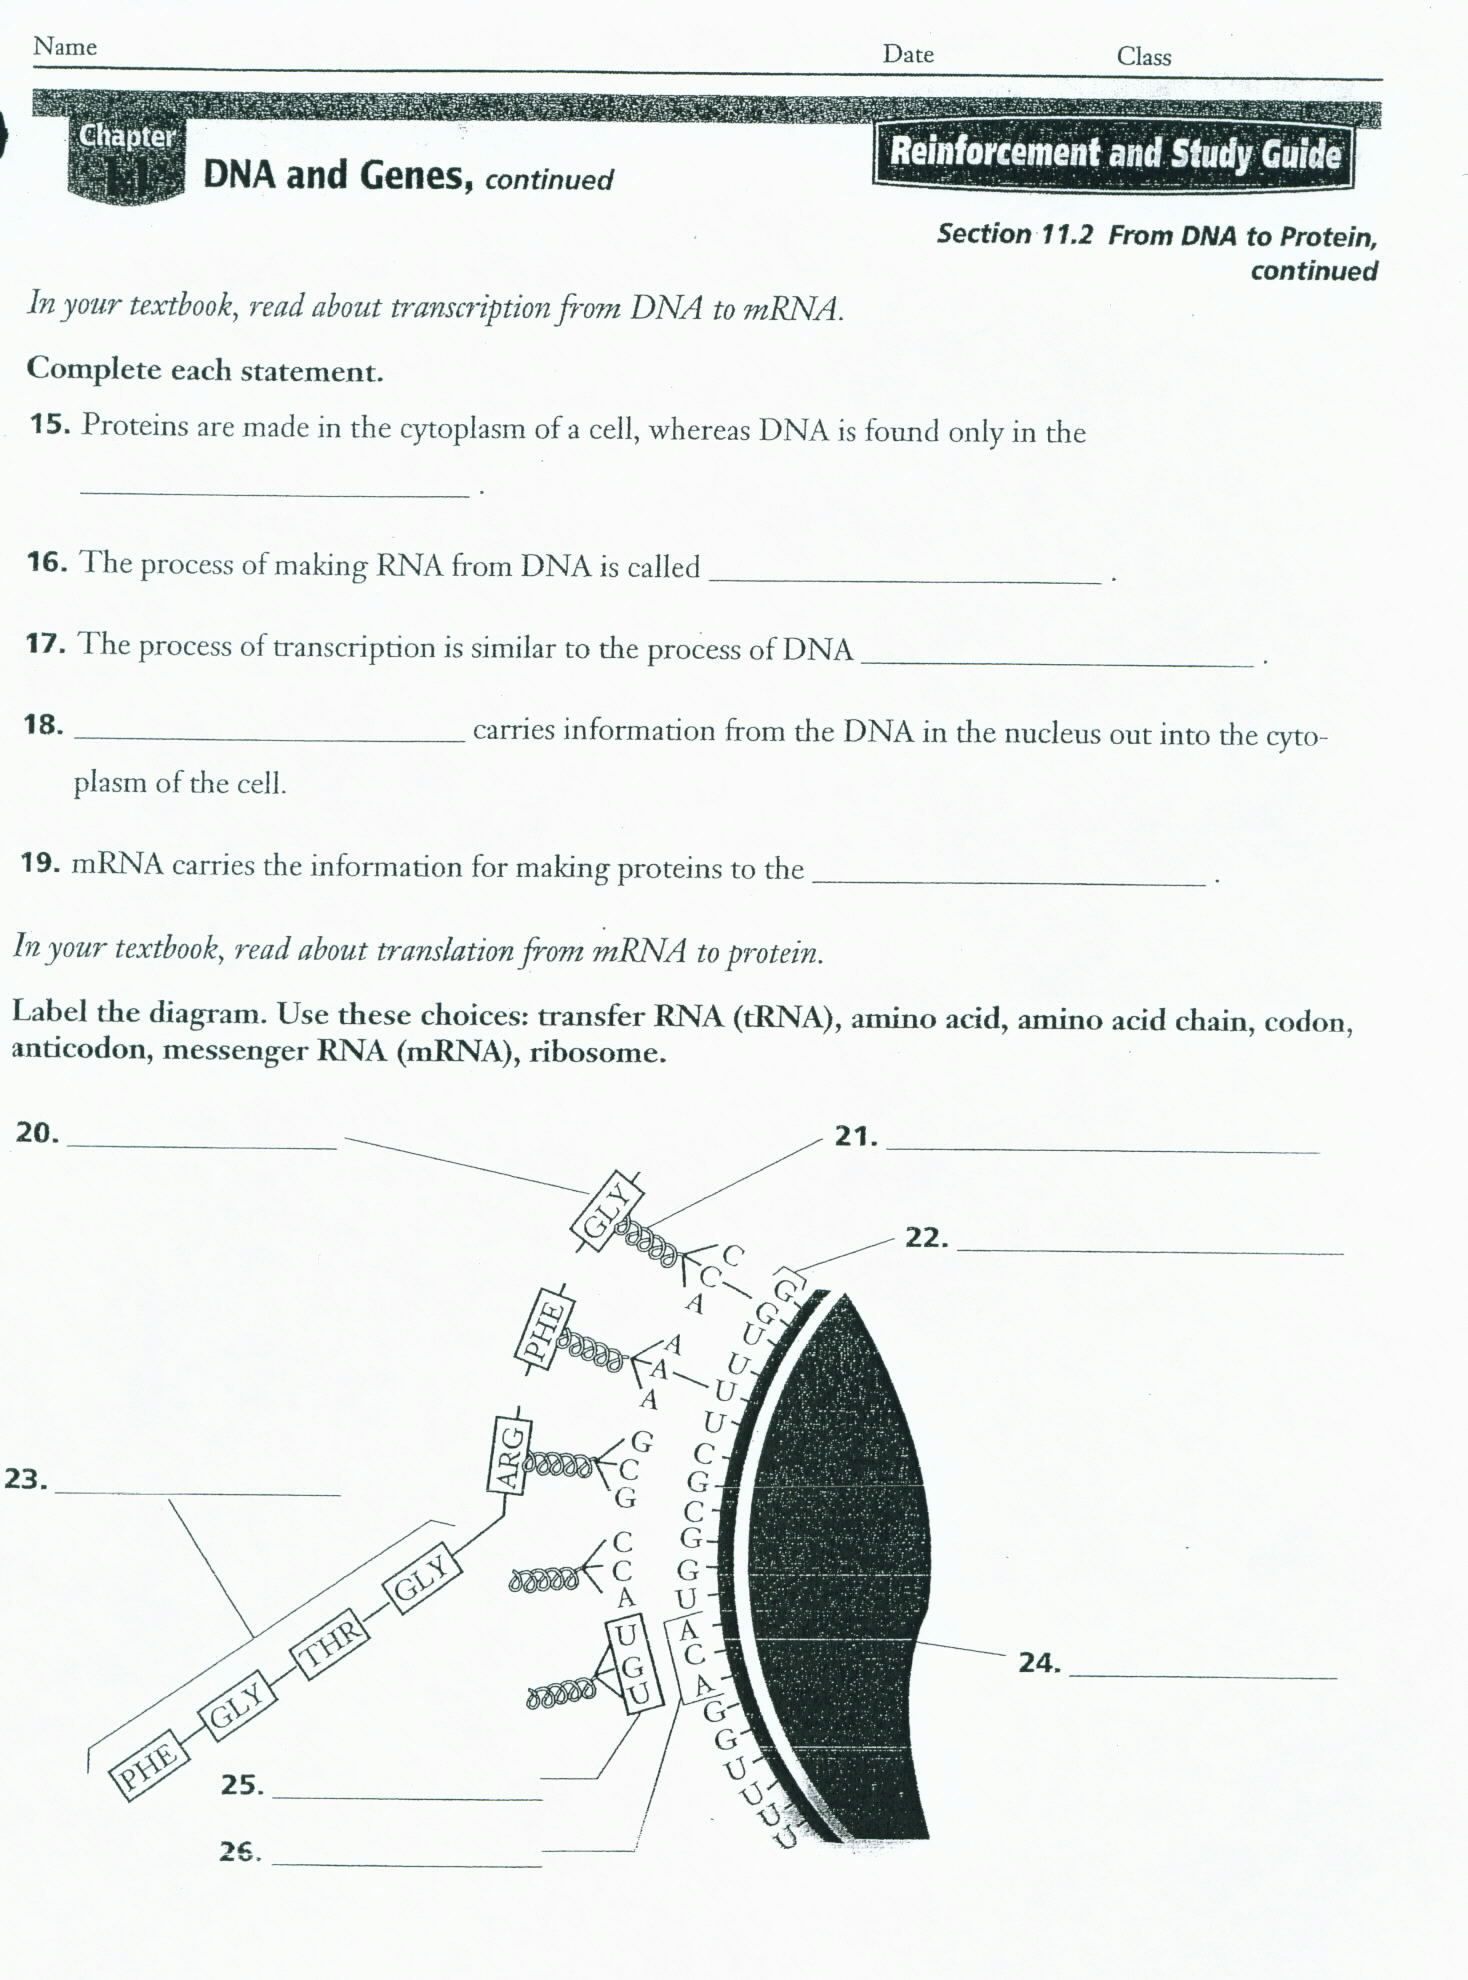 Name Date Class
Chapter
11 DNA and Genes, continued
Reinforcement and Study Guide
Section 11.2 From DNA to Protein,
continued
In your textbook, read about transcription from DNA to mRNA.
Complete each statement.
15. Proteins are made in the cytoplasm of a cell, whereas DNA is found only in the
.
16. The process of making RNA from DNA is called .
17. The process of transcription is similar to the process of DNA .
18. carries information from the DNA in the nucleus out into the cyto-
plasm of the cell.
19. mRNA carries the information for making proteins to the .
In your textbook, read about translation from mRNA to protein.
Label the diagram. Use these choices: transfer RNA (tRNA), amino acid, amino acid chain, codon,
anticodon, messenger RNA (mRNA), ribosome.
20.
21.
GLY
22.
C
C
A
G
G
U
PHE
A
A
A
U
U
U
ARG
G
C
G
C
G
C
23.
C
C
A
G
G
U
GLY
THR
GLY
PHE
U
G
U
A
C
A
24.
G
G
U
U
U
U
25.
26.